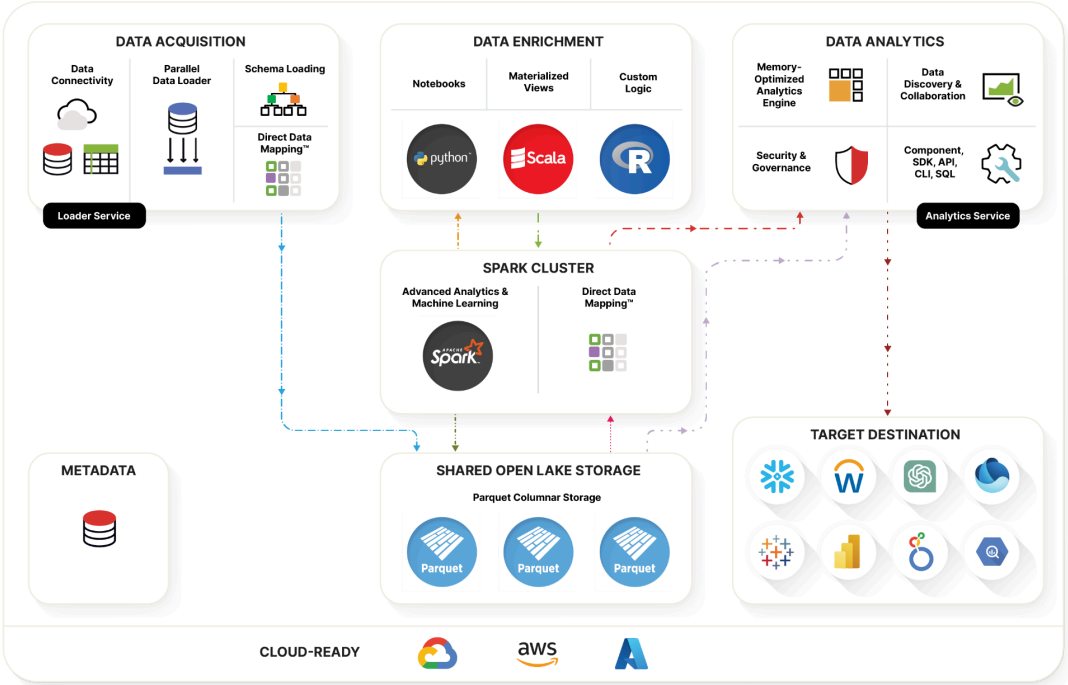 DATA ACQUISITION
Data
Connectivity
Parallel
Data Loader
Schema Loading
Direct Data
Mapping™
Loader Service
DATA ENRICHMENT
Notebooks
Materialized
Views
Custom
Logic
python™
Scala
R
DATA ANALYTICS
Memory-
Optimized
Analytics
Engine
Data
Discovery &
Collaboration
Security &
Governance
Component,
SDK, API,
CLI, SQL
Analytics Service
SPARK CLUSTER
Advanced Analytics &
Machine Learning
APACHE
Spark™
Direct Data
Mapping™
METADATA
SHARED OPEN LAKE STORAGE
Parquet Columnar Storage
Parquet
Parquet
Parquet
TARGET DESTINATION
W
CLOUD-READY
aws